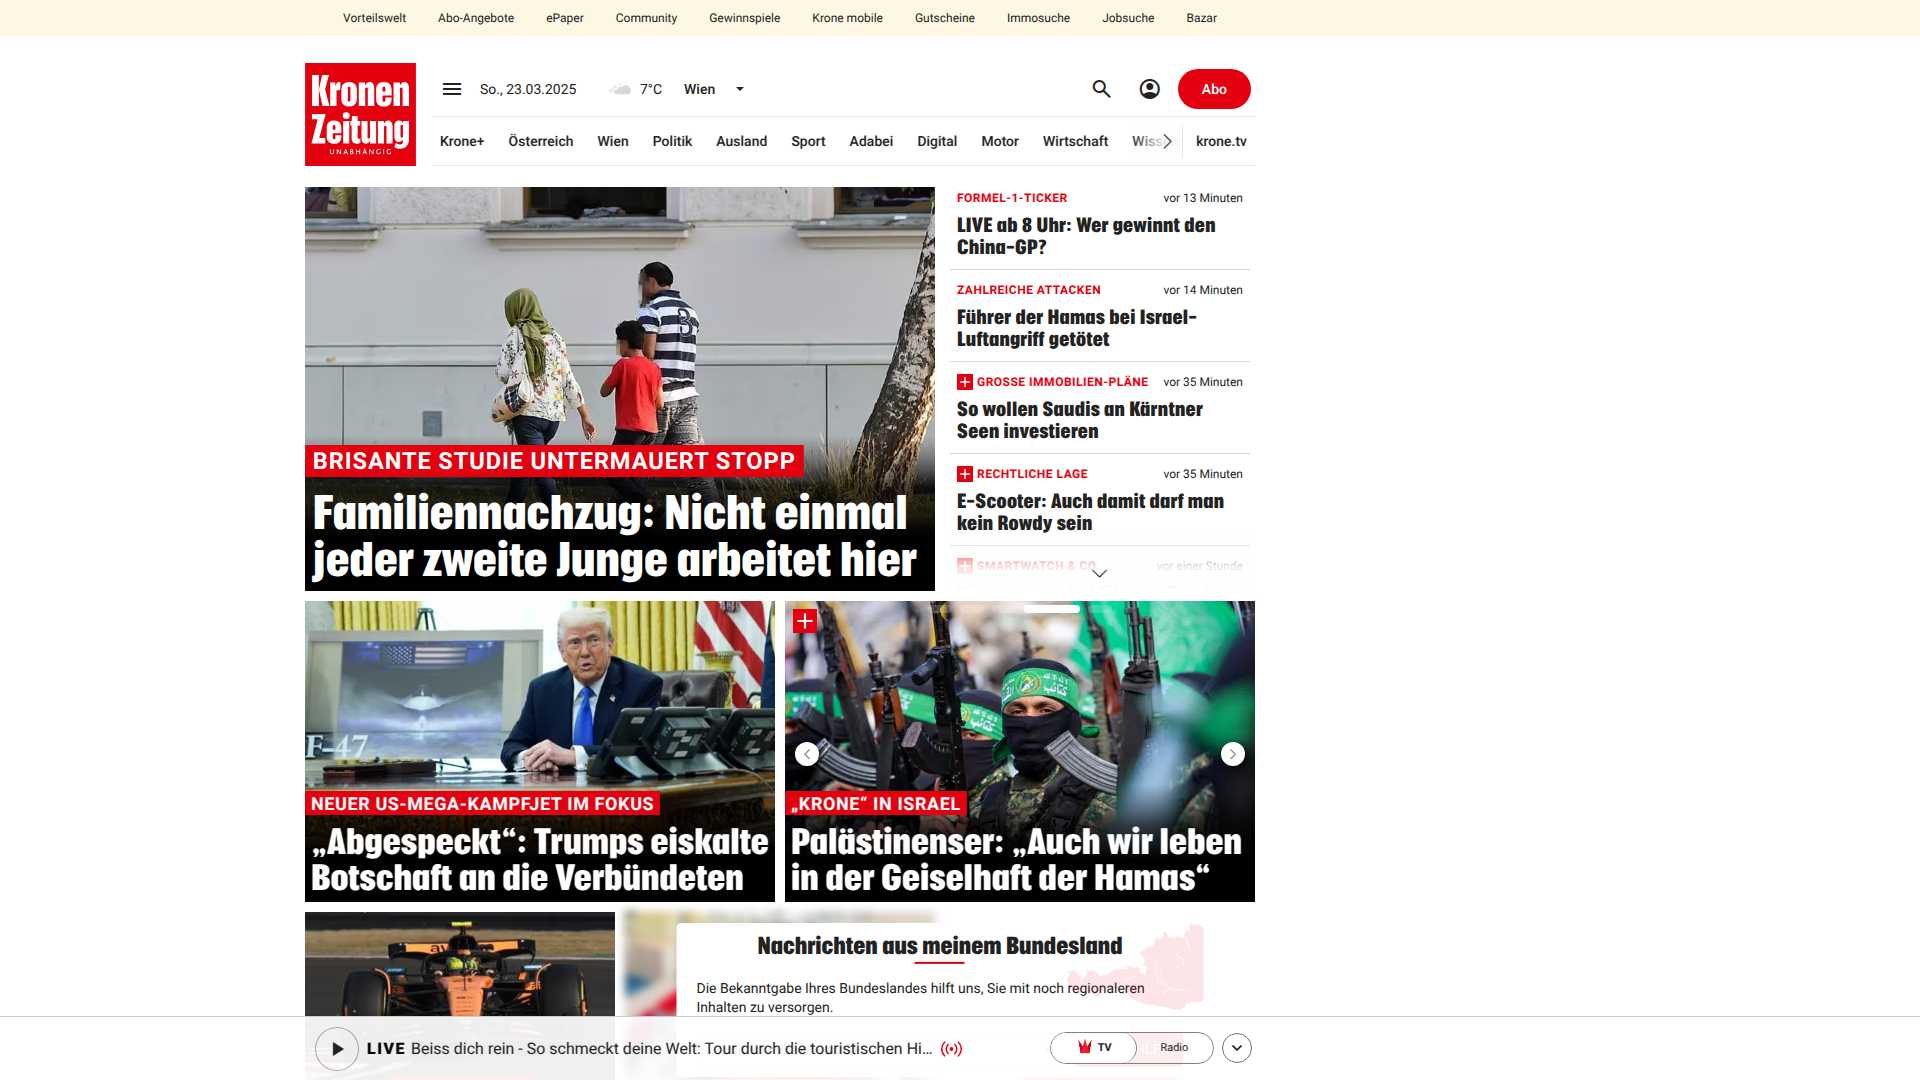 Vorteilswelt Abo-Angebote ePaper Community Gewinnspiele Krone mobile Gutscheine Immosuche Jobsuche Bazar
Kronen
Zeitung
UNABHÄNGIG
So., 23.03.2025 7°C Wien
Abo
Krone+ Österreich Wien Politik Ausland Sport Adabei Digital Motor Wirtschaft Wiss krone.tv
BRISANTE STUDIE UNTERMAUERT STOPP
Familiennachzug: Nicht einmal
jeder zweite Junge arbeitet hier
FORMEL-1-TICKER vor 13 Minuten
LIVE ab 8 Uhr: Wer gewinnt den
China-GP?
ZAHLREICHE ATTACKEN vor 14 Minuten
Führer der Hamas bei Israel-
Luftangriff getötet
GROSSE IMMOBILIEN-PLÄNE vor 35 Minuten
So wollen Saudis an Kärntner
Seen investieren
RECHTLICHE LAGE vor 35 Minuten
E-Scooter: Auch damit darf man
kein Rowdy sein
SMARTWATCH & CO. vor einer Stunde
F-47
NEUER US-MEGA-KAMPFJET IM FOKUS
„Abgespeckt“: Trumps eiskalte
Botschaft an die Verbündeten
„KRONE“ IN ISRAEL
Palästinenser: „Auch wir leben
in der Geiselhaft der Hamas“
Nachrichten aus meinem Bundesland
Die Bekanntgabe Ihres Bundeslandes hilft uns, Sie mit noch regionaleren
Inhalten zu versorgen.
LIVE Beiss dich rein - So schmeckt deine Welt: Tour durch die touristischen Hi...
TV Radio